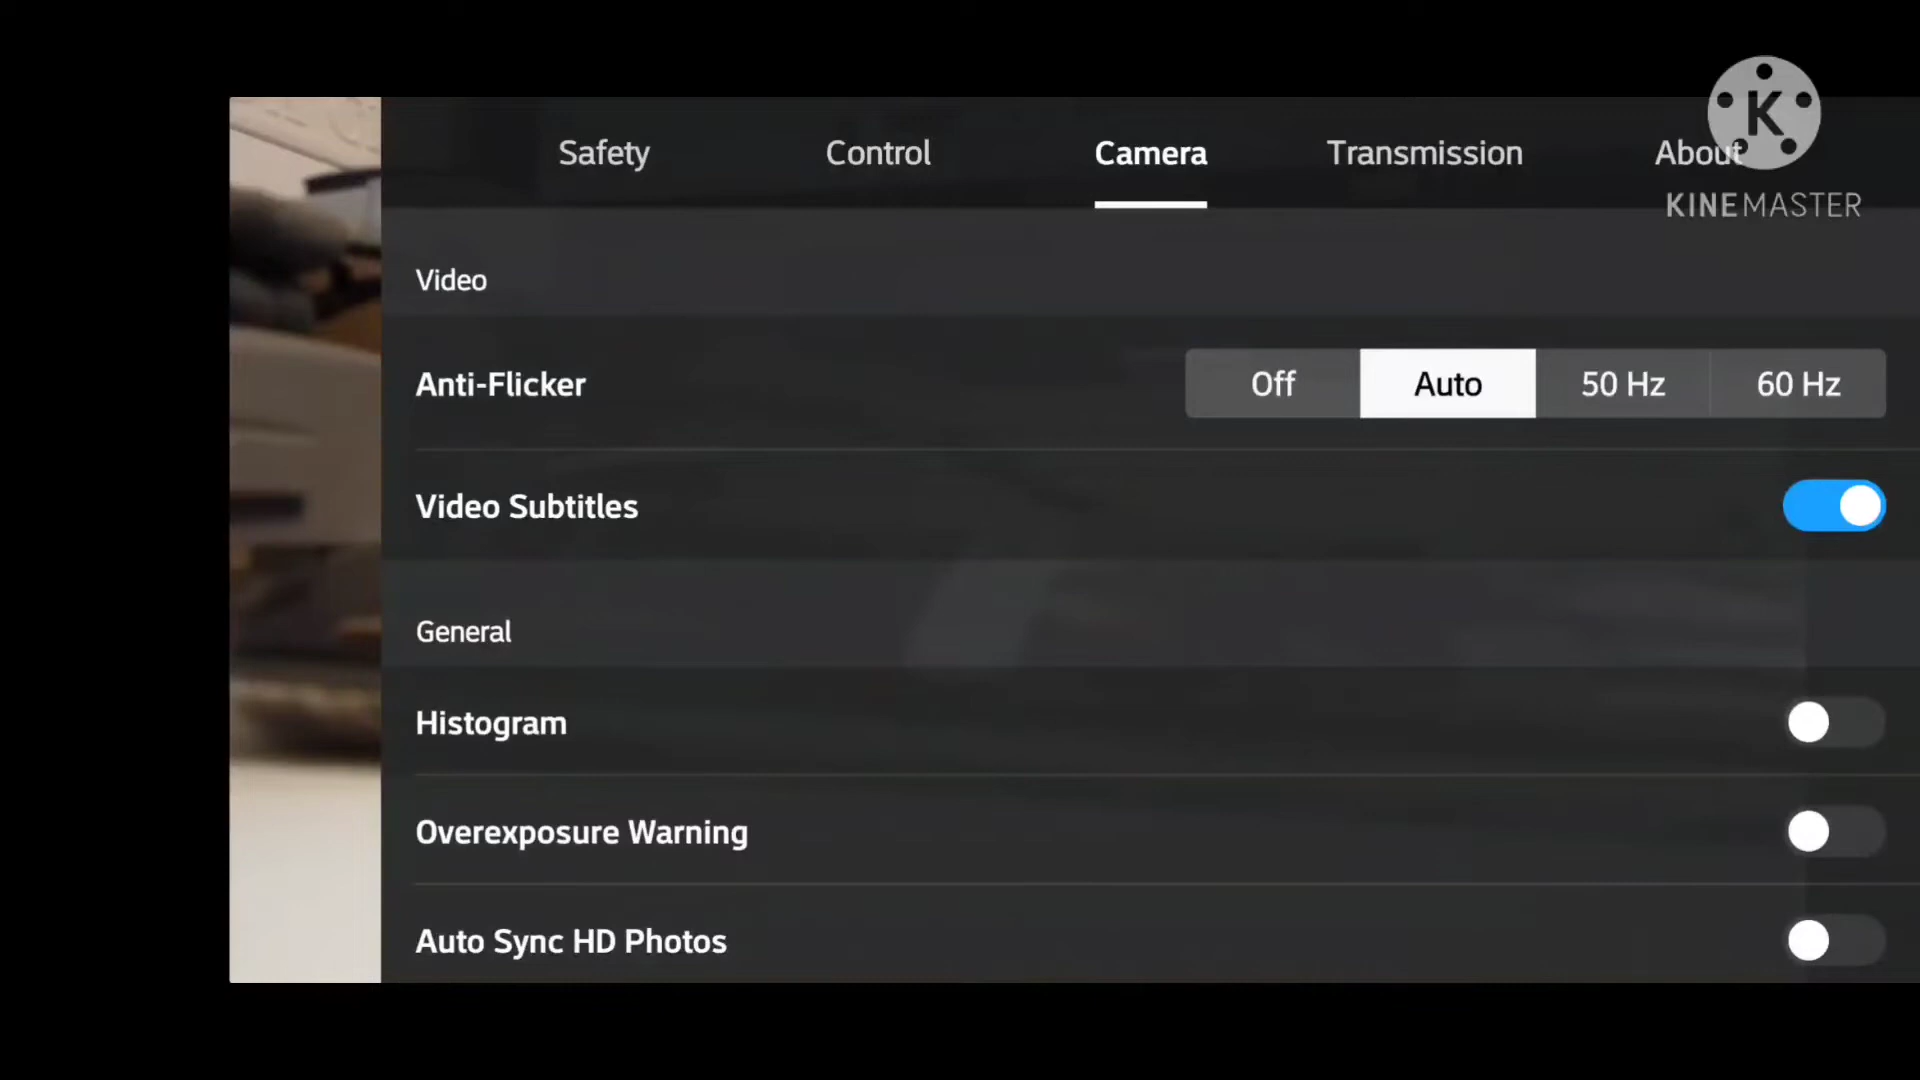 Safety Control Camera Transmission About
K
KINEMASTER
Video
Anti-Flicker Off Auto 50 Hz 60 Hz
Video Subtitles
General
Histogram
Overexposure Warning
Auto Sync HD Photos